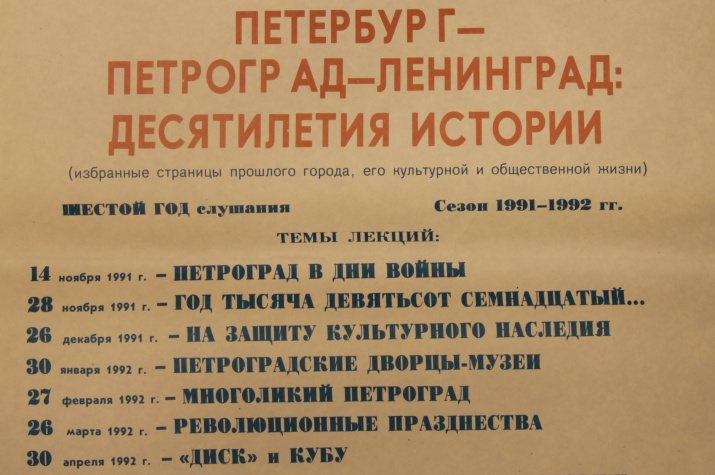 ПЕТЕРБУРГ–
ПЕТРОГРАД–ЛЕНИНГРАД:
ДЕСЯТИЛЕТИЯ ИСТОРИИ
(избранные страницы прошлого города, его культурной и общественной жизни)
ШЕСТОЙ ГОД слушания Сезон 1991–1992 гг.
ТЕМЫ ЛЕКЦИЙ:
14 ноября 1991 г. – ПЕТРОГРАД В ДНИ ВОЙНЫ
28 ноября 1991 г. – ГОД ТЫСЯЧА ДЕВЯТЬСОТ СЕМНАДЦАТЫЙ...
26 декабря 1991 г. – НА ЗАЩИТУ КУЛЬТУРНОГО НАСЛЕДИЯ
30 января 1992 г. – ПЕТРОГРАДСКИЕ ДВОРЦЫ-МУЗЕИ
27 февраля 1992 г. – МНОГОЛИКИЙ ПЕТРОГРАД
26 марта 1992 г. – РЕВОЛЮЦИОННЫЕ ПРАЗДНЕСТВА
30 апреля 1992 г. – «ДИСК» и КУБУ